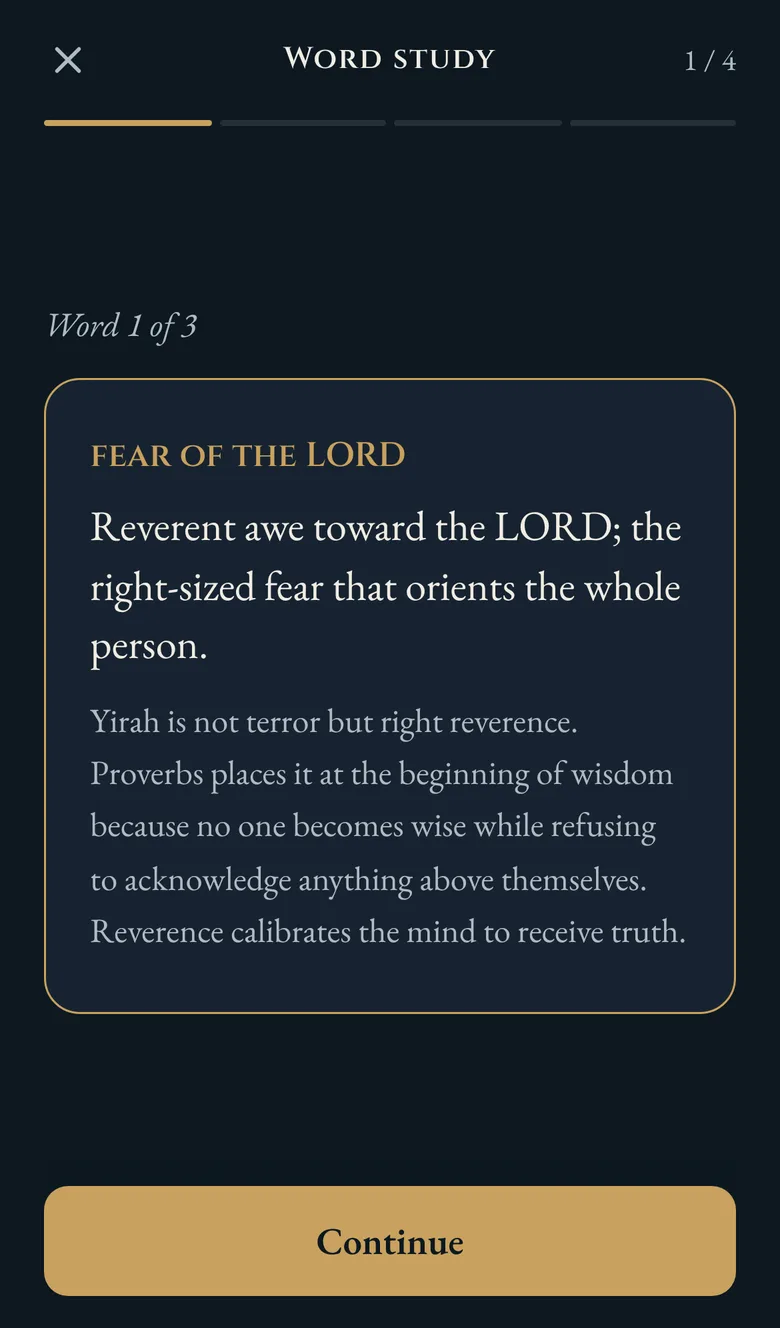 Word study
1 / 4
Word 1 of 3
FEAR OF THE LORD
Reverent awe toward the LORD; the
right-sized fear that orients the whole
person.
Yirah is not terror but right reverence.
Proverbs places it at the beginning of wisdom
because no one becomes wise while refusing
to acknowledge anything above themselves.
Reverence calibrates the mind to receive truth.
Continue